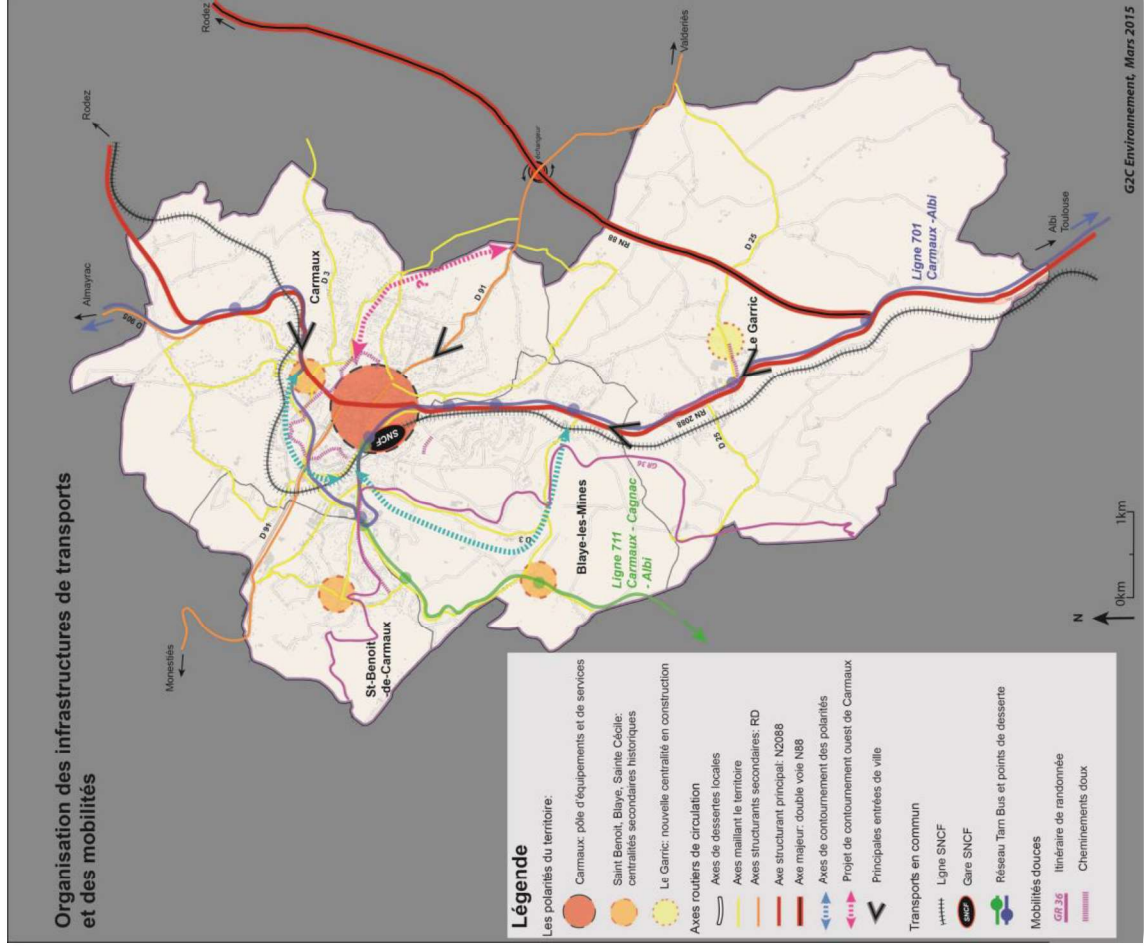 Organisation des infrastructures de transports
et des mobilités
Rodez
Rodez
Almayrac
Monestiés
Valderiès
échangeur
D 905
Carmaux
D 3
D 91
?
D 91
SNCF
RN 88
D 25
Le Garric
Ligne 701
Carmaux -Albi
Albi
Toulouse
RN 2088
D 25
GR 36
D 3
Blaye-les-Mines
Ligne 711
Carmaux - Cagnac
- Albi
St-Benoit
-de-Carmaux
N
0km
1km
Légende
Les polarités du territoire:
Carmaux: pôle d'équipements et de services
Saint Benoit, Blaye, Sainte Cécile:
centralités secondaires historiques
Le Garric: nouvelle centralité en construction
Axes routiers de circulation
Axes de dessertes locales
Axes maillant le territoire
Axes structurants secondaires: RD
Axe structurant principal: N2088
Axe majeur: double voie N88
Axes de contournement des polarités
Projet de contournement ouest de Carmaux
Principales entrées de ville
Transports en commun
Ligne SNCF
SNCF
Gare SNCF
Réseau Tarn Bus et points de desserte
Mobilités douces
GR 36
Itinéraire de randonnée
Cheminements doux
G2C Environnement, Mars 2015